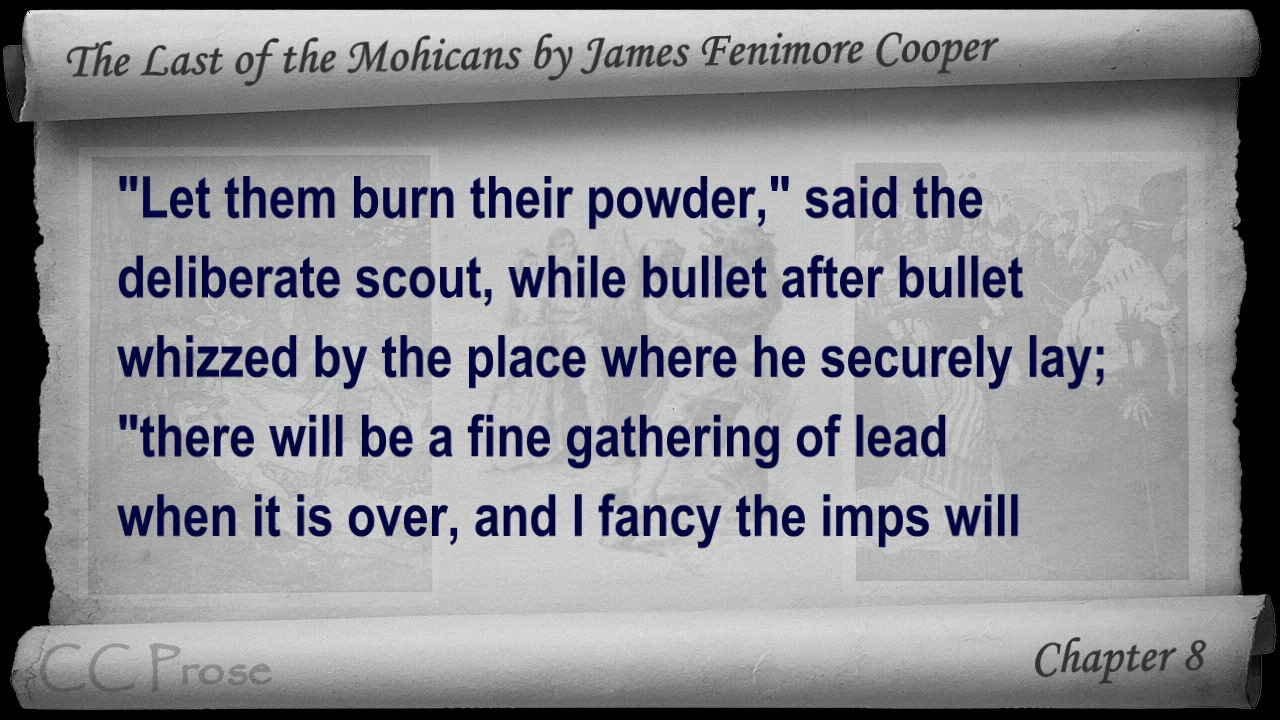 The Last of the Mohicans by James Fenimore Cooper
"Let them burn their powder," said the
deliberate scout, while bullet after bullet
whizzed by the place where he securely lay;
"there will be a fine gathering of lead
when it is over, and I fancy the imps will
CC Prose
Chapter 8